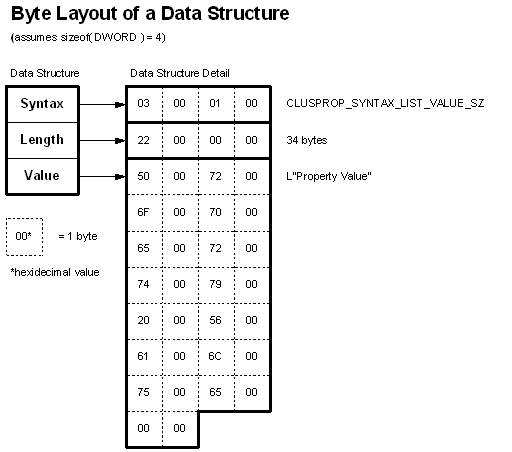 Byte Layout of a Data Structure
(assumes sizeof( DWORD ) = 4)
Data Structure
Data Structure Detail
Syntax
03 00 01 00
CLUSPROP_SYNTAX_LIST_VALUE_SZ
Length
22 00 00 00
34 bytes
Value
50 00 72 00
L"Property Value"
6F 00 70 00
00*
= 1 byte
65 00 72 00
*hexidecimal value
74 00 79 00
20 00 56 00
61 00 6C 00
75 00 65 00
00 00